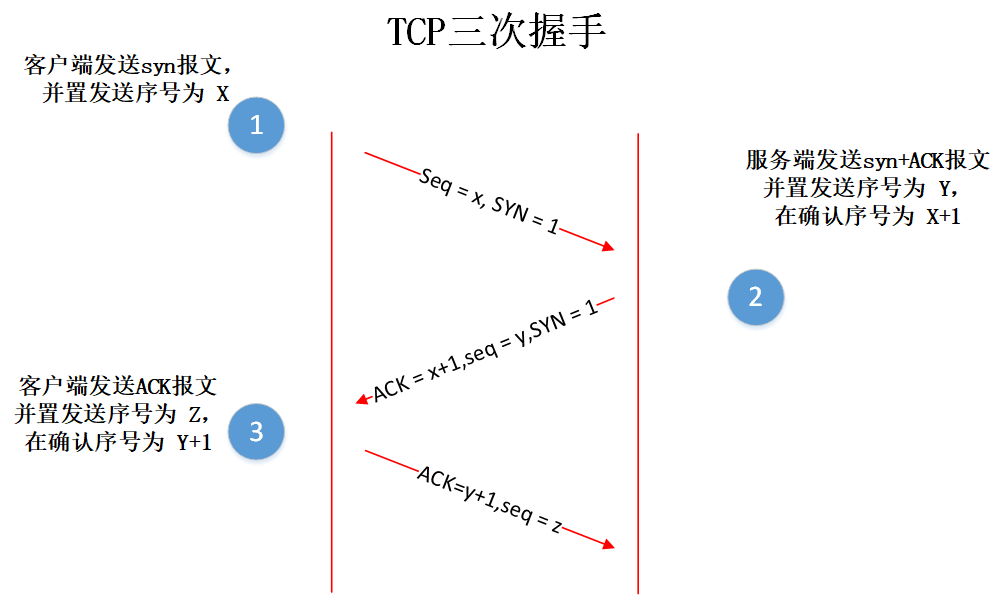 TCP三次握手
客户端发送syn报文，
并置发送序号为 X
1
Seq = x, SYN = 1
服务端发送syn+ACK报文
并置发送序号为 Y，
在确认序号为 X+1
2
ACK = x+1,seq = y,SYN = 1
客户端发送ACK报文
并置发送序号为 Z，
在确认序号为 Y+1
3
ACK=y+1,seq = z